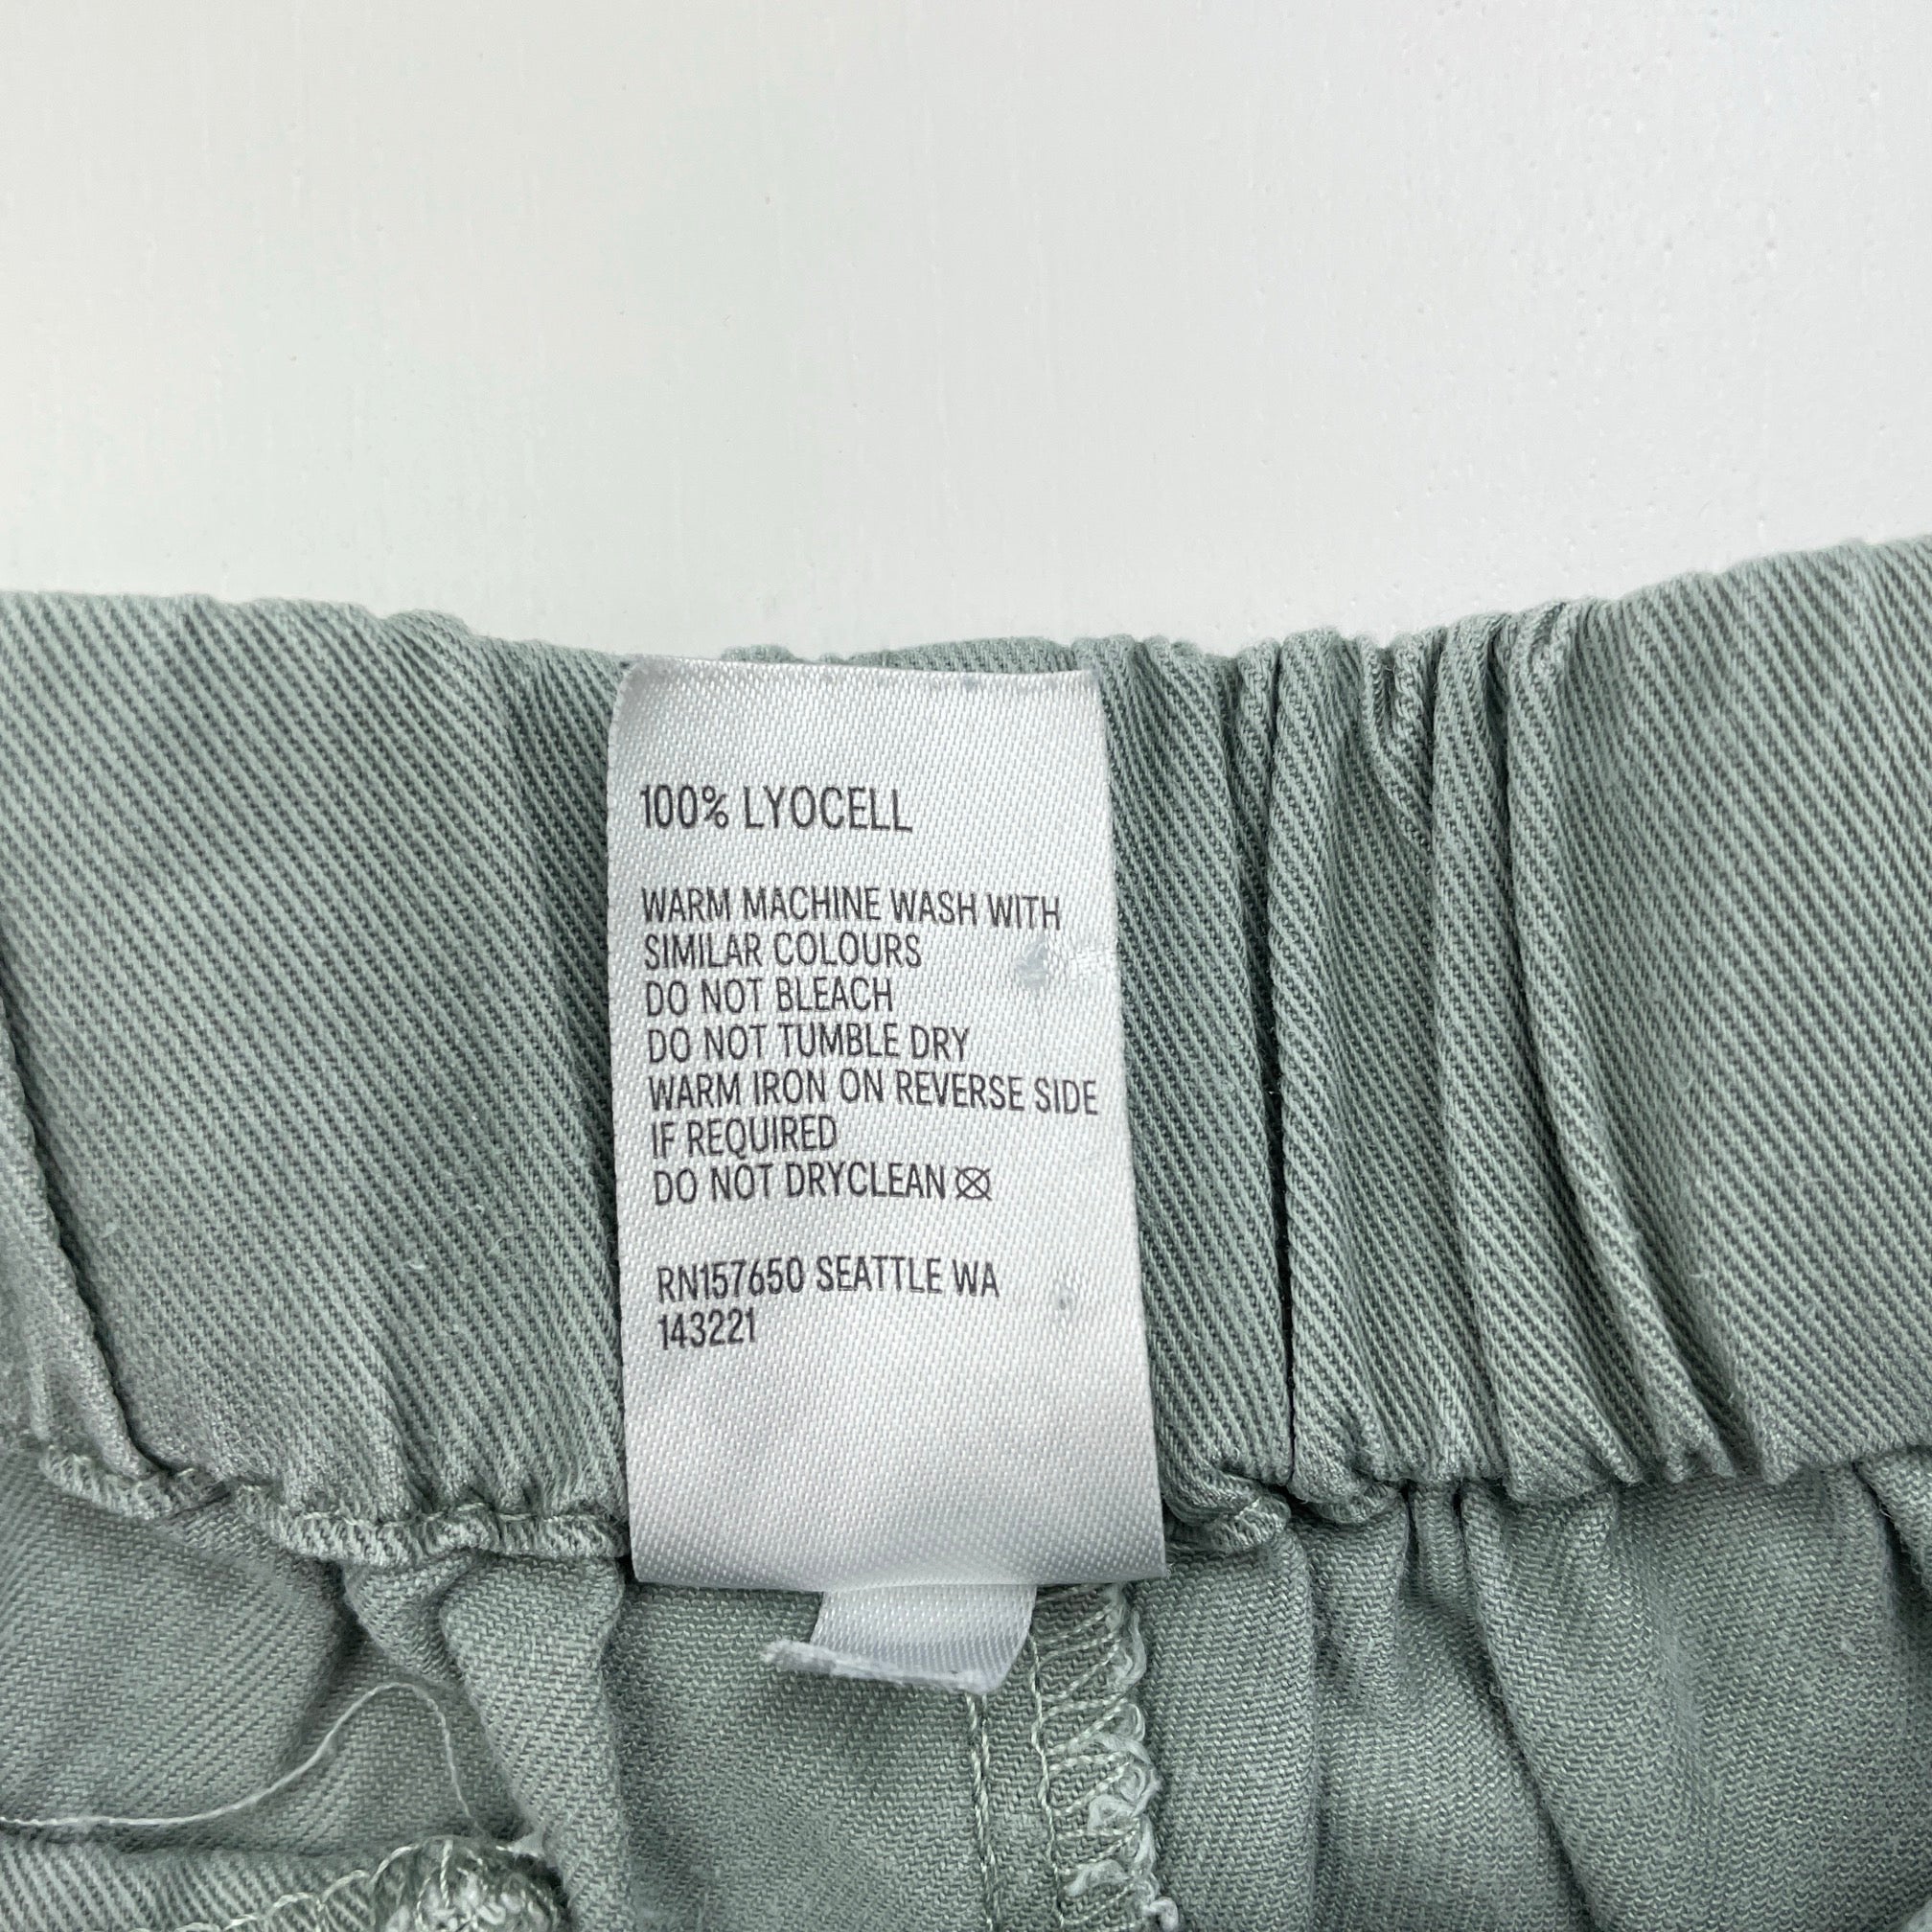 100% LYOCELL
WARM MACHINE WASH WITH
SIMILAR COLOURS
DO NOT BLEACH
DO NOT TUMBLE DRY
WARM IRON ON REVERSE SIDE
IF REQUIRED
DO NOT DRYCLEAN
RN157650 SEATTLE WA
143221